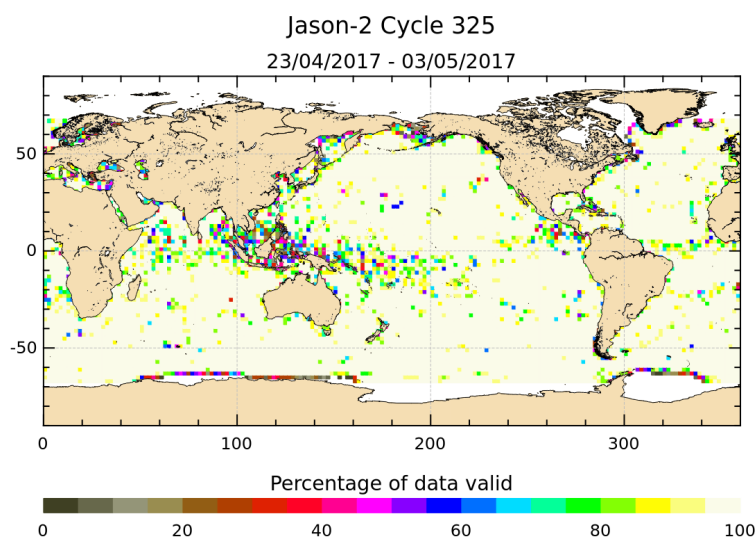 Jason-2 Cycle 325
23/04/2017 - 03/05/2017
50
0
-50
0 100 200 300
Percentage of data valid
0 20 40 60 80 100